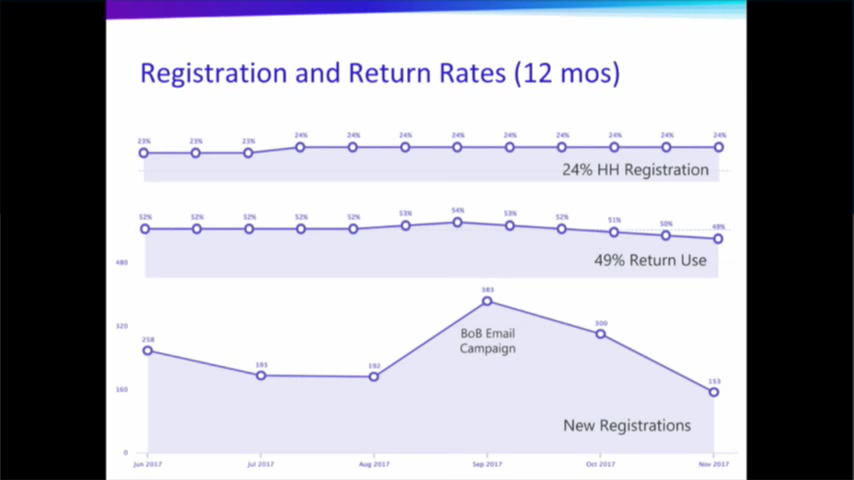 Registration and Return Rates (12 mos)
23% 23% 23% 24% 24% 24% 24% 24% 24% 24% 24% 24%
24% HH Registration
52% 52% 52% 52% 52% 53% 54% 53% 52% 51% 50% 49%
49% Return Use
480
383
BoB Email
Campaign
320
300
258
193
192
160
153
New Registrations
0
Jun 2017 Jul 2017 Aug 2017 Sep 2017 Oct 2017 Nov 2017